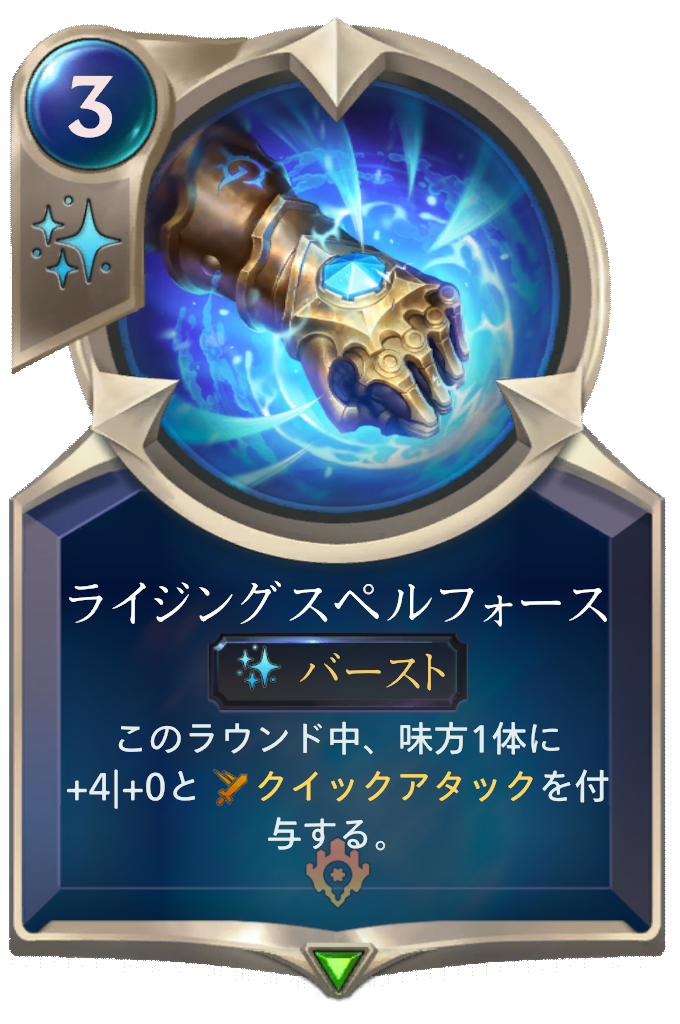 3
ライジングスペルフォース
バースト
このラウンド中、味方1体に
+4|+0と クイックアタックを付
与する。